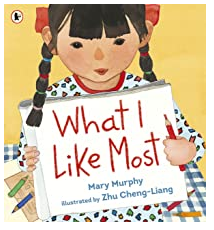 What I
Like Most
Mary Murphy
Illustrated by Zhu Cheng-Liang